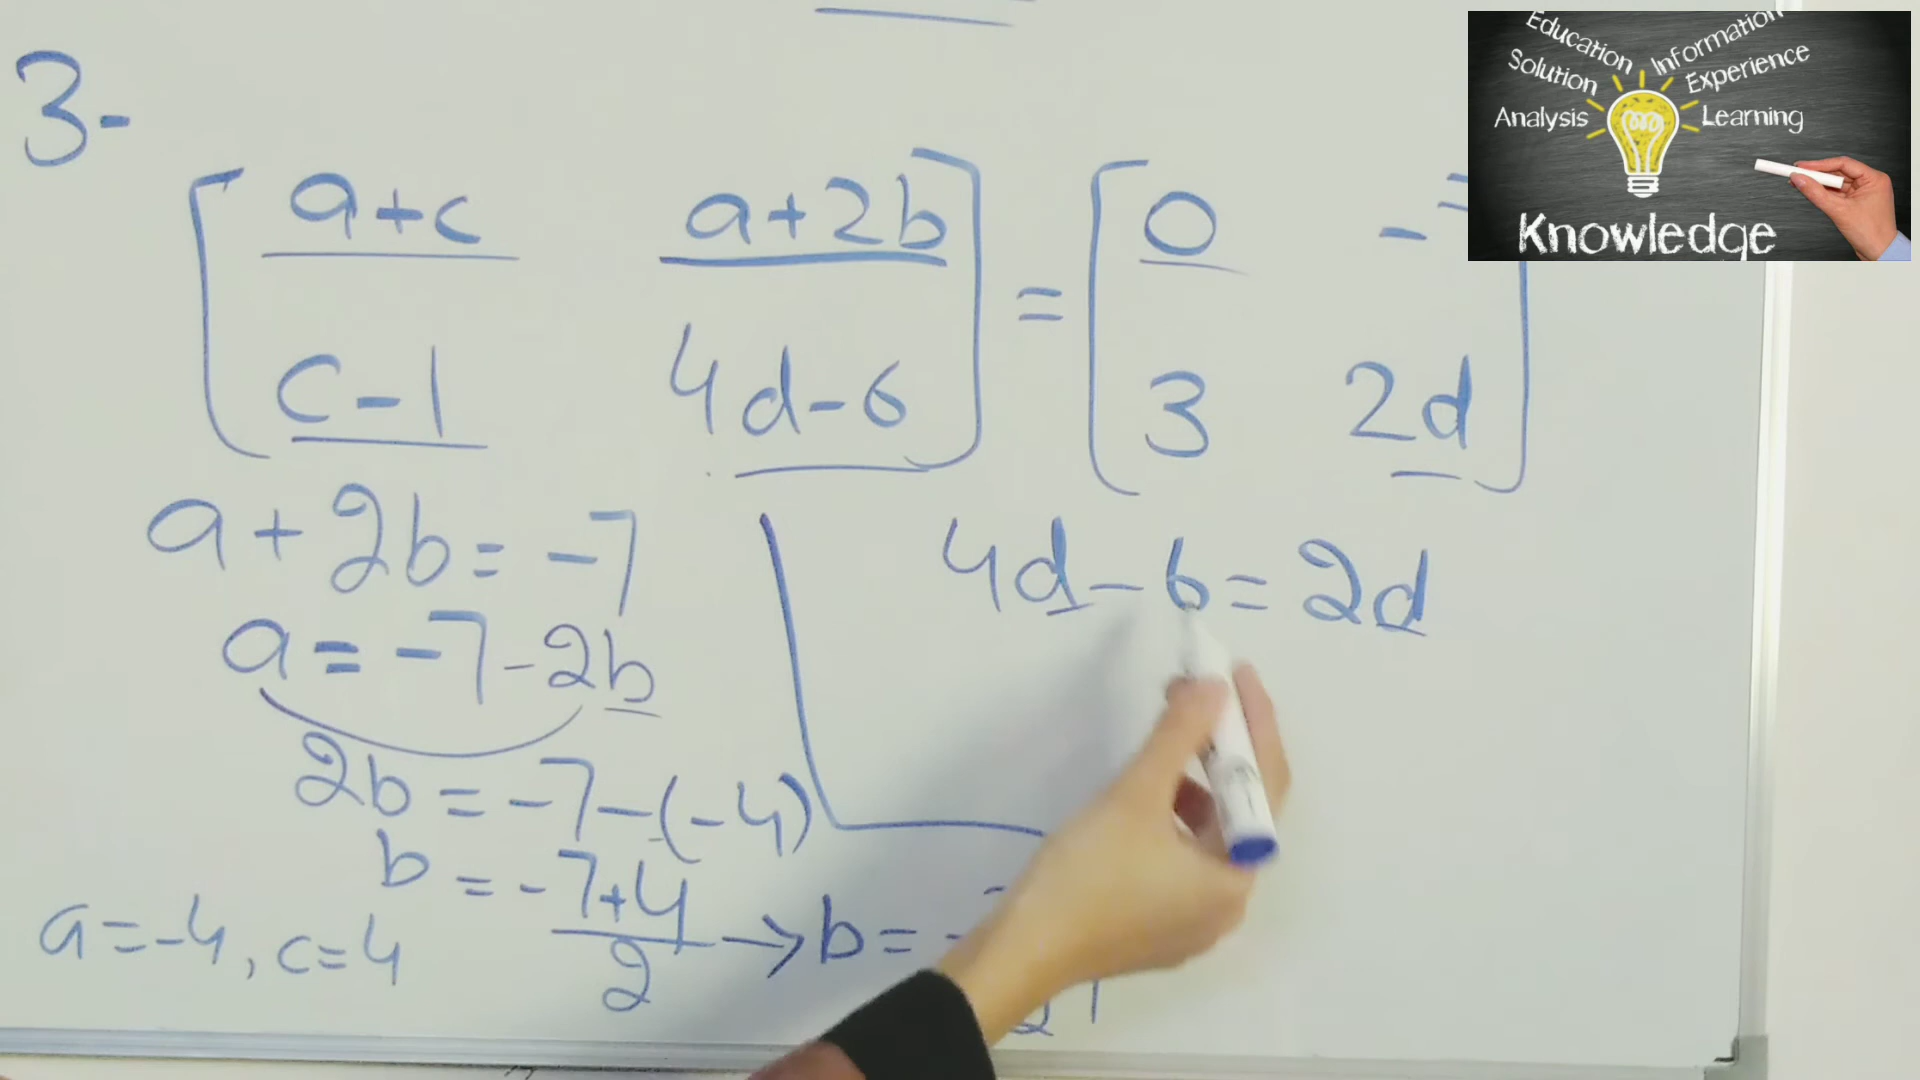 3-
a+c a+2b = 0 -
c-1 4d-6 3 2d
a+2b=-7
a=-7-2b
2b=-7-(-4)
b=-7+4
2
→b=-
a=-4, c=4
4d-6=2d
Education
Information
Solution
Experience
Analysis
Learning
Knowledge